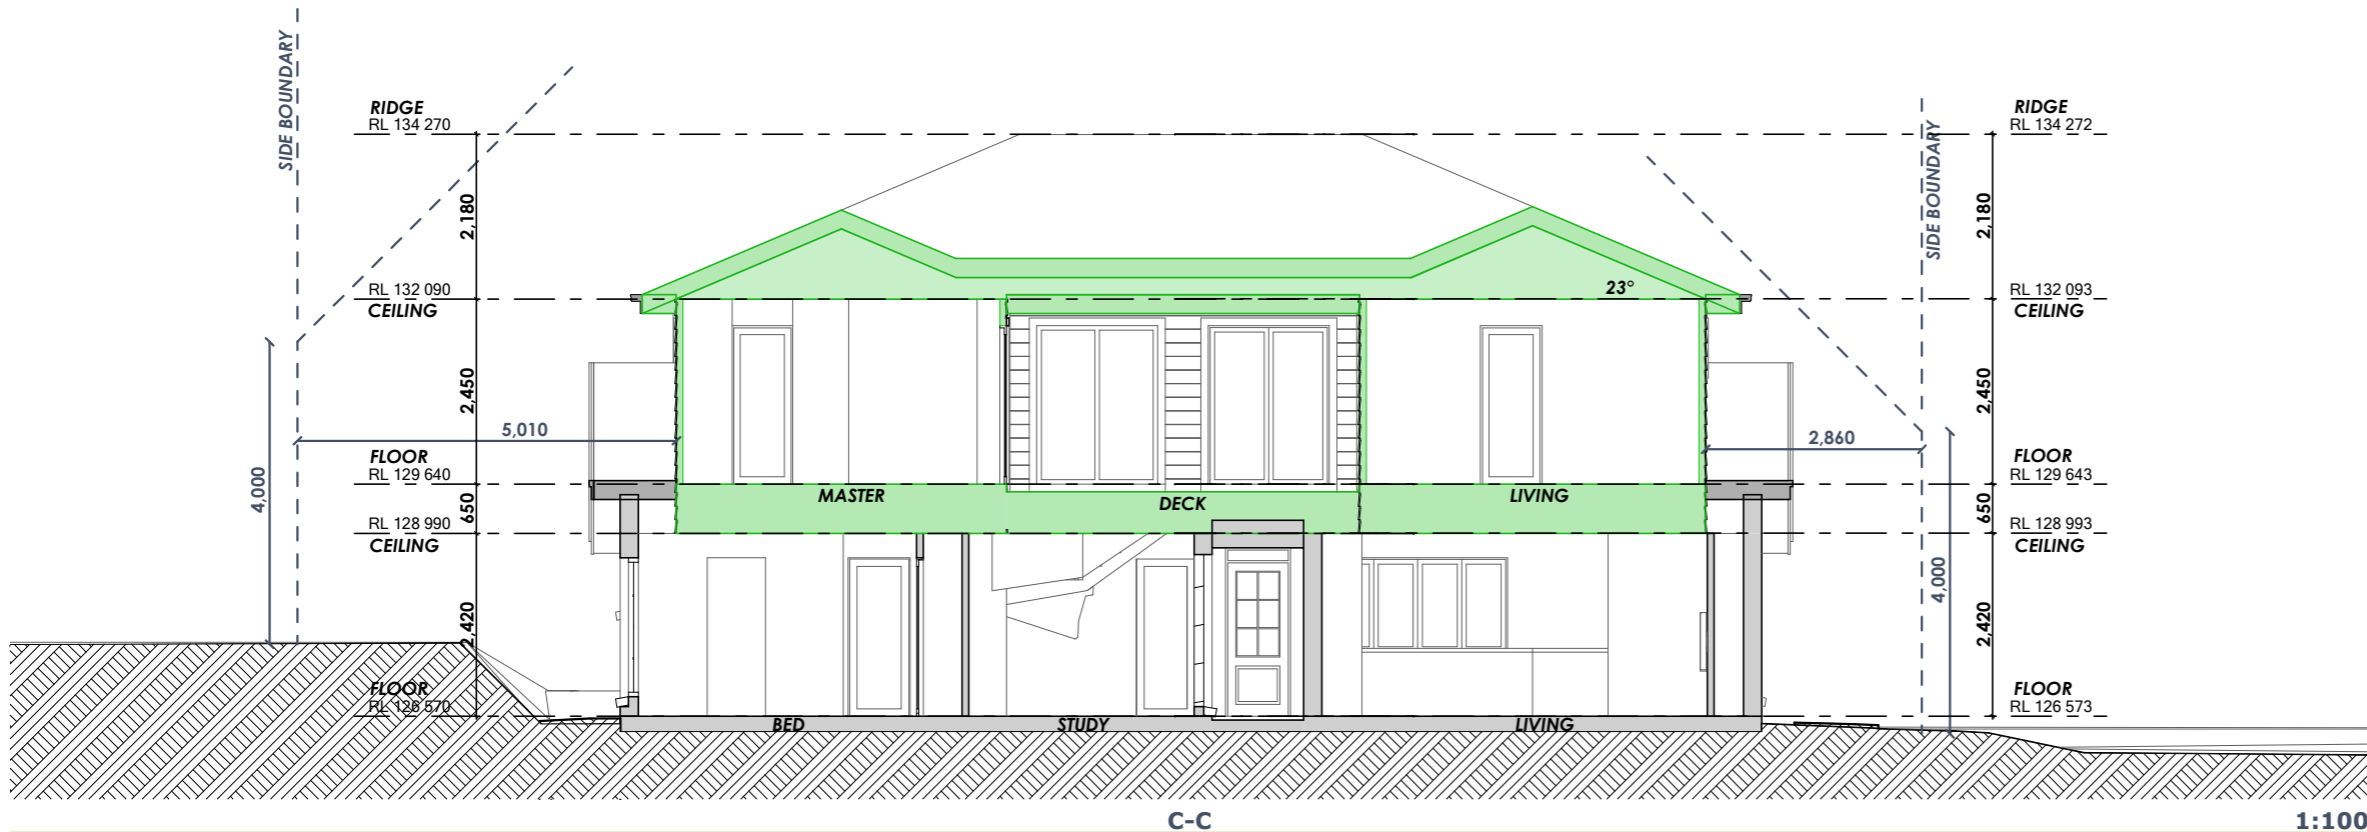 SIDE BOUNDARY
RIDGE
RL 134 270
2,180
RL 132 090
CEILING
2,450
5,010
4,000
FLOOR
RL 129 640
650
RL 128 990
CEILING
2,420
FLOOR
RL 126 570
23°
MASTER
DECK
LIVING
BED
STUDY
LIVING
SIDE BOUNDARY
RIDGE
RL 134 272
2,180
RL 132 093
CEILING
2,450
2,860
FLOOR
RL 129 643
650
RL 128 993
CEILING
4,000
2,420
FLOOR
RL 126 573
C-C
1:100